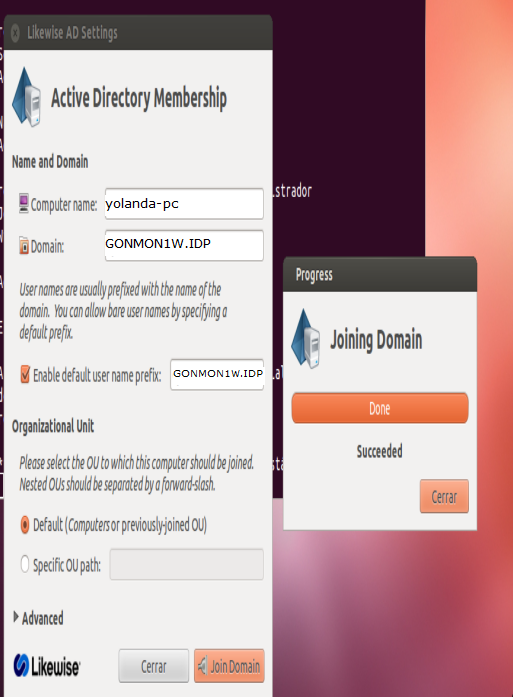 Likewise AD Settings
Active Directory Membership
Name and Domain
Computer name: yolanda-pc
Domain: GONMON1W.IDP
User names are usually prefixed with the name of the
domain. You can allow bare user names by specifying a
default prefix.
Enable default user name prefix: GONMON1W.IDP
Organizational Unit
Please select the OU to which this computer should be joined.
Nested OUs should be separated by a forward-slash.
Default (Computers or previously-joined OU)
Specific OU path:
Advanced
Likewise
Cerrar
Join Domain
istrador
Progress
Joining Domain
Done
Succeeded
Cerrar